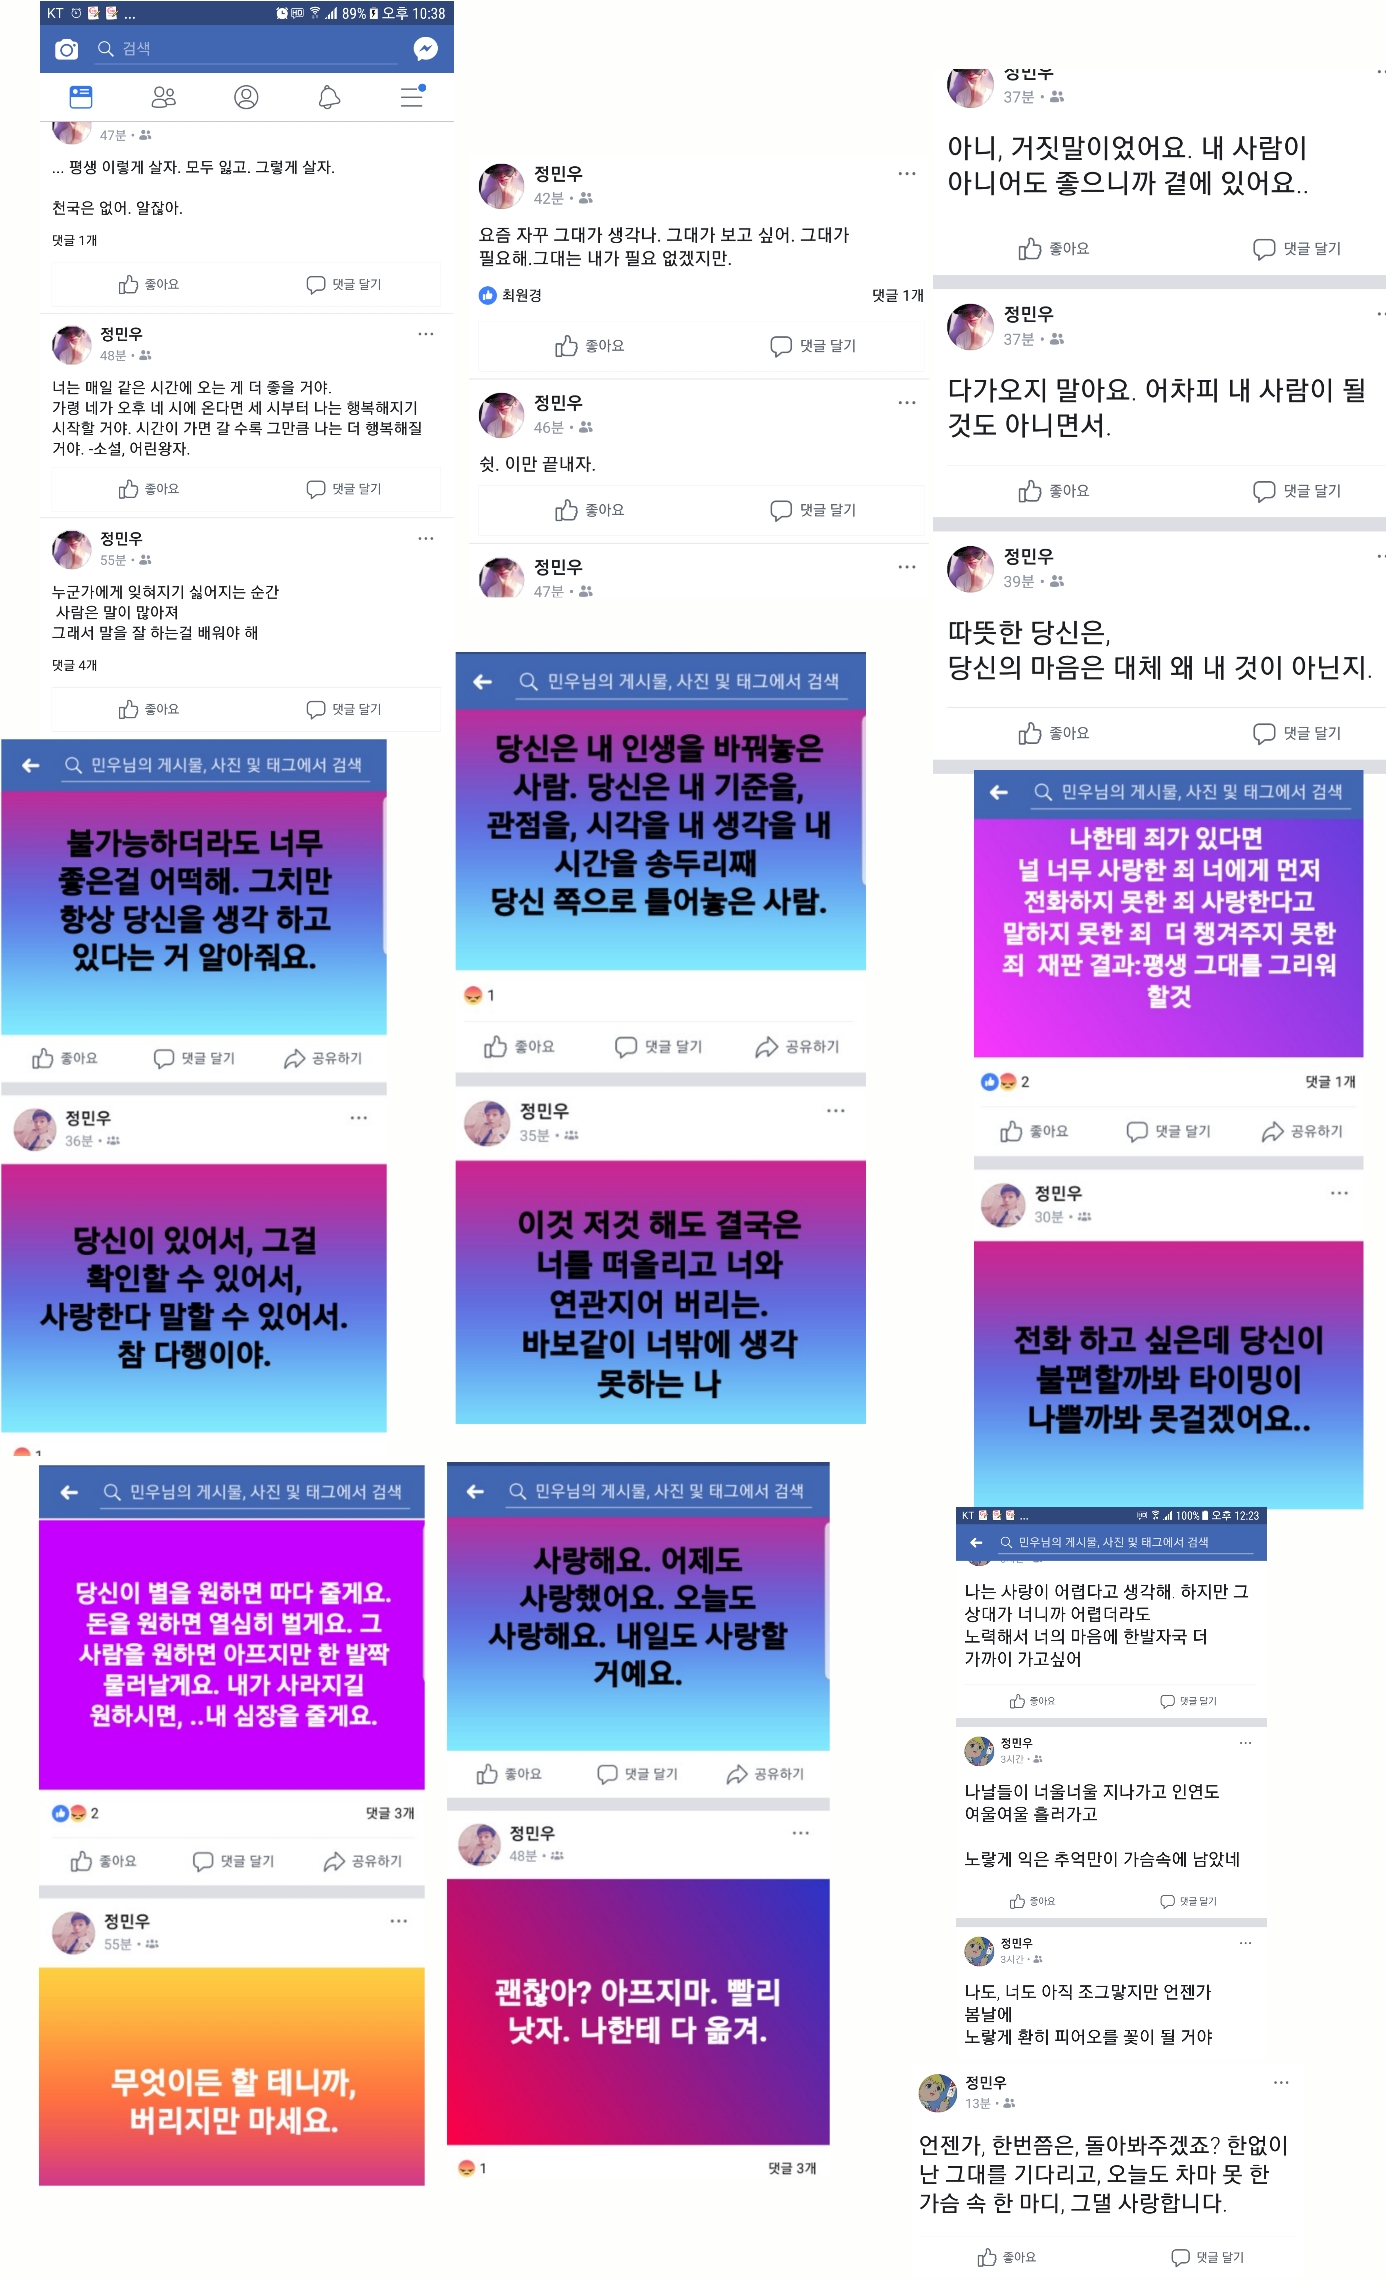 KT ... 89% 오후 10:38
검색
47분
... 평생 이렇게 살자. 모두 잃고. 그렇게 살자.
천국은 없어. 알잖아.
댓글 1개
좋아요 댓글 달기
정민우
48분
너는 매일 같은 시간에 오는 게 더 좋을 거야.
가령 네가 오후 네 시에 온다면 세 시부터 나는 행복해지기
시작할 거야. 시간이 가면 갈 수록 그만큼 나는 더 행복해질
거야. -소설, 어린왕자.
좋아요 댓글 달기
정민우
55분
누군가에게 잊혀지기 싫어지는 순간
사람은 말이 많아져
그래서 말을 잘 하는걸 배워야 해
댓글 4개
좋아요 댓글 달기
정민우
42분
요즘 자꾸 그대가 생각나. 그대가 보고 싶어. 그대가
필요해.그대는 내가 필요 없겠지만.
최원경 댓글 1개
좋아요 댓글 달기
정민우
46분
쉿. 이만 끝내자.
좋아요 댓글 달기
정민우
47분
정민우
37분
아니, 거짓말이었어요. 내 사람이
아니어도 좋으니까 곁에 있어요..
좋아요 댓글 달기
정민우
37분
다가오지 말아요. 어차피 내 사람이 될
것도 아니면서.
좋아요 댓글 달기
정민우
39분
따뜻한 당신은,
당신의 마음은 대체 왜 내 것이 아닌지.
좋아요 댓글 달기
민우님의 게시물, 사진 및 태그에서 검색
불가능하더라도 너무
좋은걸 어떡해. 그치만
항상 당신을 생각 하고
있다는 거 알아줘요.
좋아요 댓글 달기 공유하기
정민우
36분
당신이 있어서, 그걸
확인할 수 있어서,
사랑한다 말할 수 있어서.
참 다행이야.
1
민우님의 게시물, 사진 및 태그에서 검색
당신은 내 인생을 바꿔놓은
사람. 당신은 내 기준을,
관점을, 시각을 내 생각을 내
시간을 송두리째
당신 쪽으로 틀어놓은 사람.
1
좋아요 댓글 달기 공유하기
정민우
35분
이것 저것 해도 결국은
너를 떠올리고 너와
연관지어 버리는.
바보같이 너밖에 생각
못하는 나
민우님의 게시물, 사진 및 태그에서 검색
나한테 죄가 있다면
널 너무 사랑한 죄 너에게 먼저
전화하지 못한 죄 사랑한다고
말하지 못한 죄 더 챙겨주지 못한
죄 재판 결과:평생 그대를 그리워
할것
2 댓글 1개
좋아요 댓글 달기 공유하기
정민우
30분
전화 하고 싶은데 당신이
불편할까봐 타이밍이
나쁠까봐 못걸겠어요..
민우님의 게시물, 사진 및 태그에서 검색
당신이 별을 원하면 따다 줄게요.
돈을 원하면 열심히 벌게요. 그
사람을 원하면 아프지만 한 발짝
물러날게요. 내가 사라지길
원하시면, ..내 심장을 줄게요.
2 댓글 3개
좋아요 댓글 달기 공유하기
정민우
55분
무엇이든 할 테니까,
버리지만 마세요.
민우님의 게시물, 사진 및 태그에서 검색
사랑해요. 어제도
사랑했어요. 오늘도
사랑해요. 내일도 사랑할
거예요.
좋아요 댓글 달기 공유하기
정민우
48분
괜찮아? 아프지마. 빨리
낫자. 나한테 다 옮겨.
1 댓글 3개
KT ... 100% 오후 12:23
민우님의 게시물, 사진 및 태그에서 검색
나는 사랑이 어렵다고 생각해. 하지만 그
상대가 너니까 어렵더라도
노력해서 너의 마음에 한발자국 더
가까이 가고싶어
좋아요 댓글 달기
정민우
3시간
나날들이 너울너울 지나가고 인연도
여울여울 흘러가고
노랗게 익은 추억만이 가슴속에 남았네
좋아요 댓글 달기
정민우
3시간
나도, 너도 아직 조그맣지만 언젠가
봄날에
노랗게 환히 피어오를 꽃이 될 거야
정민우
13분
언젠가, 한번쯤은, 돌아봐주겠죠? 한없이
난 그대를 기다리고, 오늘도 차마 못 한
가슴 속 한 마디, 그댈 사랑합니다.
좋아요 댓글 달기